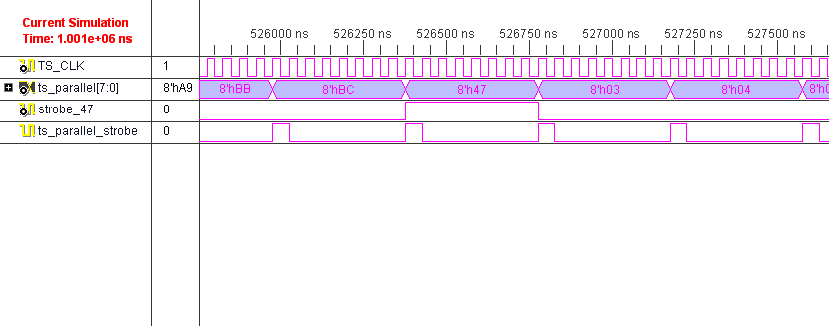 Current Simulation
Time: 1.001e+06 ns
526000 ns 526250 ns 526500 ns 526750 ns 527000 ns 527250 ns 527500 ns
TS_CLK 1
ts_parallel[7:0] 8'hA9 8'hBB 8'hBC 8'h47 8'h03 8'h04
strobe_47 0
ts_parallel_strobe 0